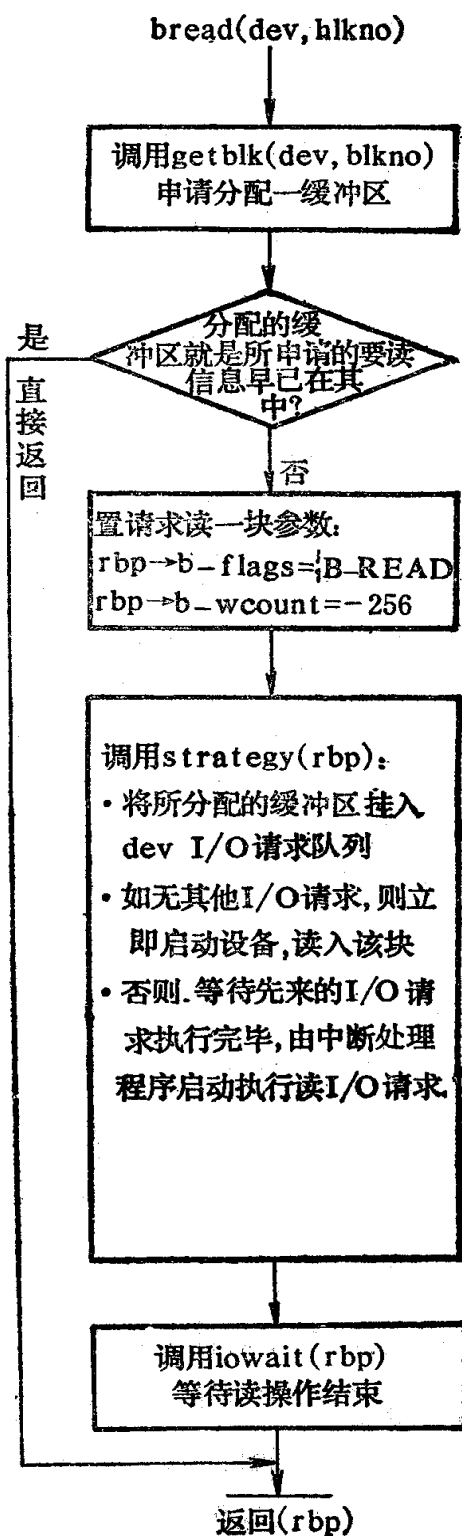 bread(dev,hlkno)
调用getblk(dev,blkno)
申请分配一缓冲区
分配的缓
冲区就是所申请的要读
信息早已在其
中?
是
直
接
返
回
否
置请求读一块参数:
rbp→b-flags=¦B-READ
rbp→b-wcount=-256
调用strategy(rbp):
·将所分配的缓冲区挂入
dev I/O请求队列
·如无其他I/O请求,则立
即启动设备,读入该块
·否则.等待先来的I/O请
求执行完毕,由中断处理
程序启动执行读I/O请求.
调用iowait(rbp)
等待读操作结束
返回(rbp)